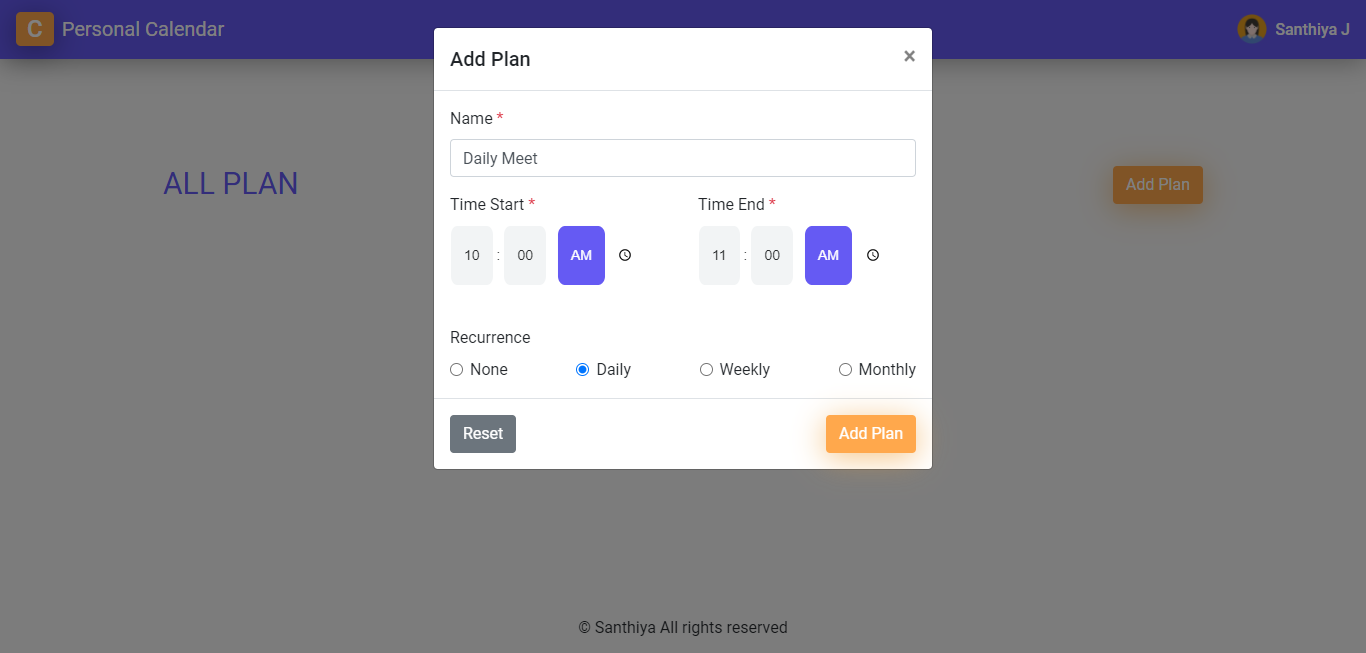 C Personal Calendar
Santhiya J
Add Plan ×
Name *
Daily Meet
ALL PLAN
Add Plan
Time Start * Time End *
10 : 00 AM 11 : 00 AM
Recurrence
None Daily Weekly Monthly
Reset Add Plan
© Santhiya All rights reserved